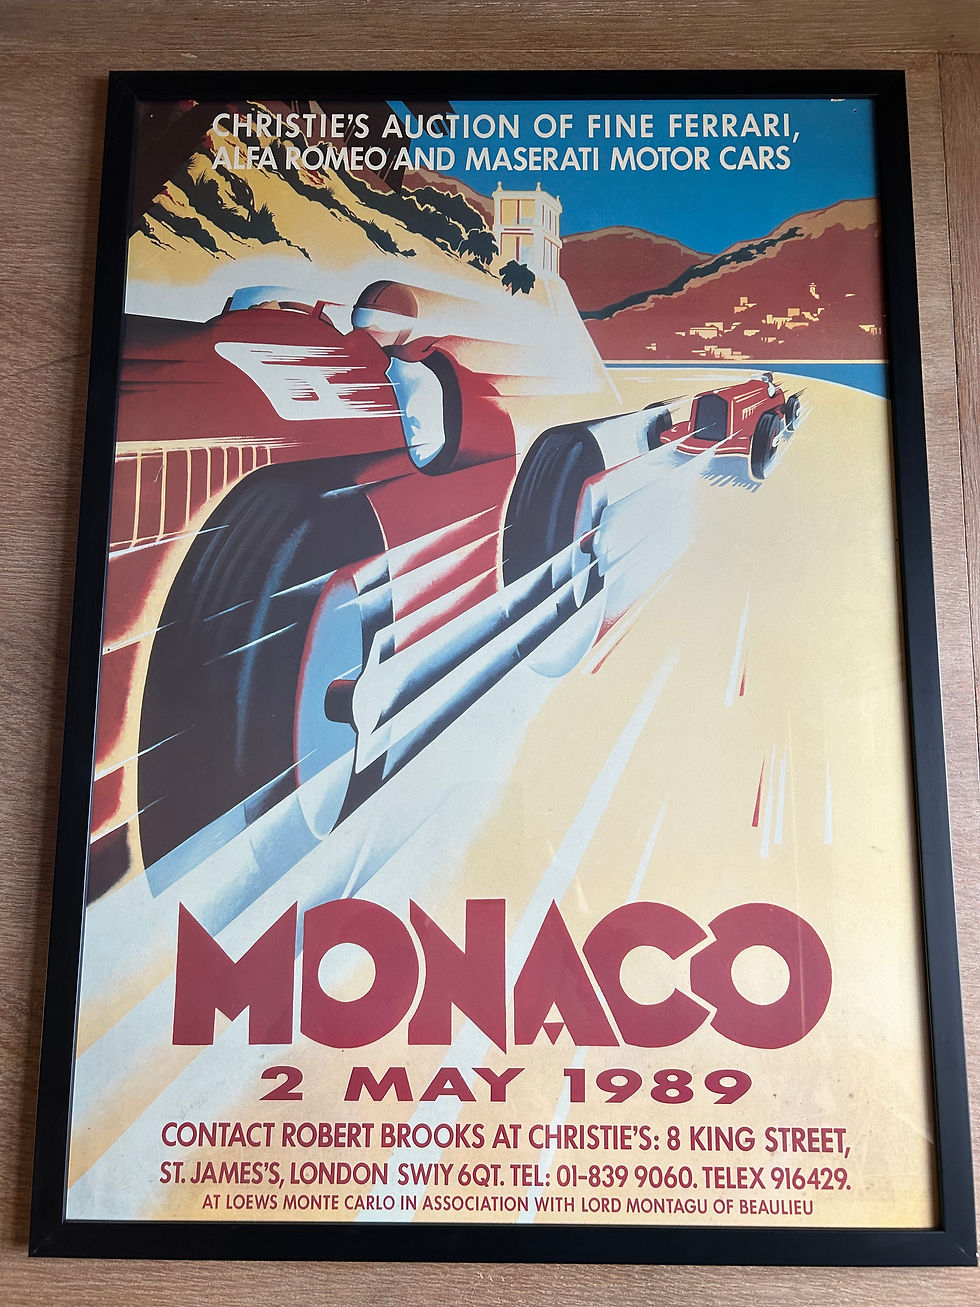 CHRISTIE'S AUCTION OF FINE FERRARI,
ALFA ROMEO AND MASERATI MOTOR CARS
MONACO
2 MAY 1989
CONTACT ROBERT BROOKS AT CHRISTIE'S: 8 KING STREET,
ST. JAMES'S, LONDON SW1Y 6QT. TEL: 01-839 9060. TELEX 916429.
AT LOEWS MONTE CARLO IN ASSOCIATION WITH LORD MONTAGU OF BEAULIEU